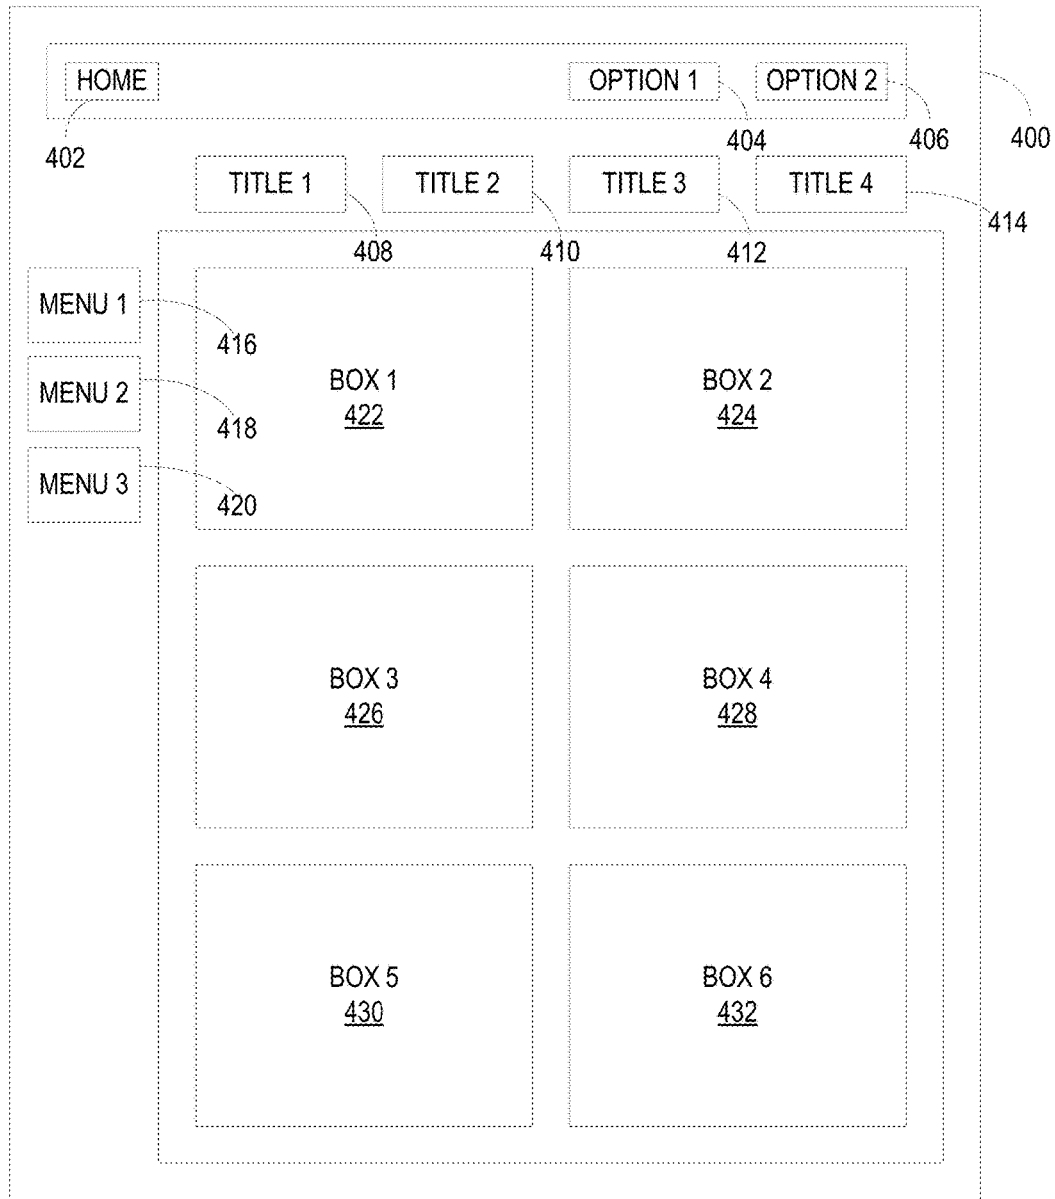 HOME
OPTION 1
OPTION 2
402
404
406
400
TITLE 1
TITLE 2
TITLE 3
TITLE 4
408
410
412
414
MENU 1
416
MENU 2
418
MENU 3
420
BOX 1
422
BOX 2
424
BOX 3
426
BOX 4
428
BOX 5
430
BOX 6
432